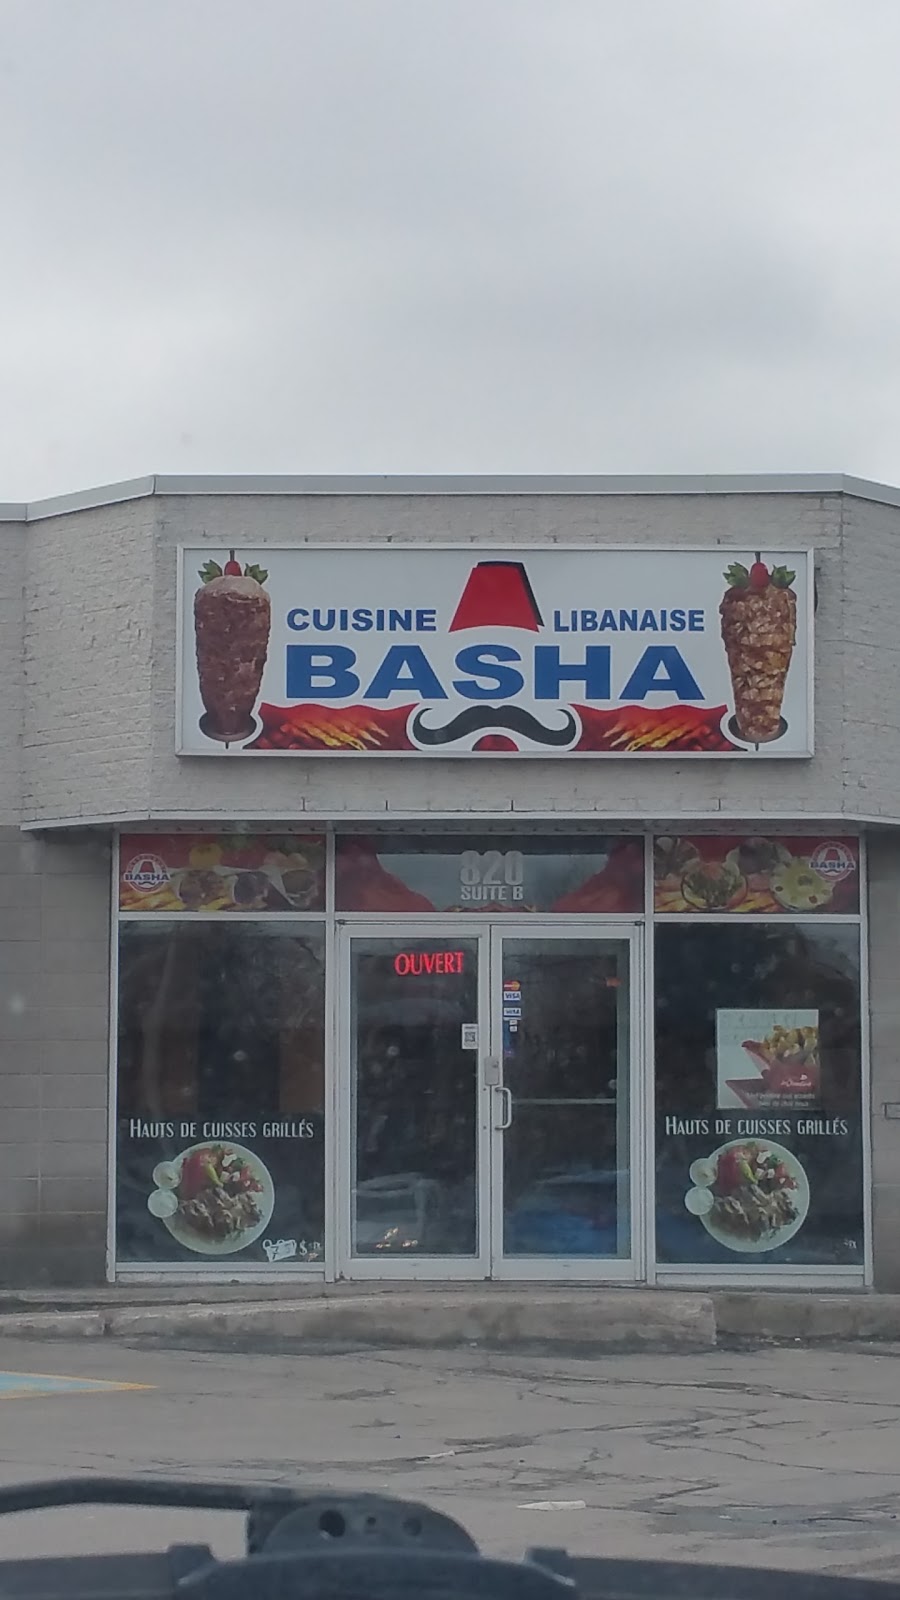 CUISINE LIBANAISE
BASHA
BASHA
820
SUITE B
BASHA
OUVERT
VISA
VISA
HAUTS DE CUISSES GRILLÉS
HAUTS DE CUISSES GRILLÉS